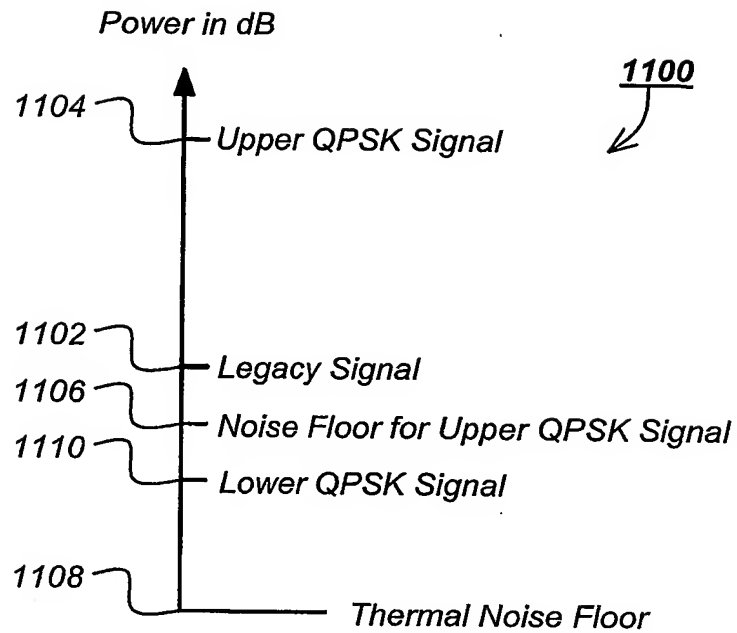 Power in dB
1100
1104
Upper QPSK Signal
1102
Legacy Signal
1106
Noise Floor for Upper QPSK Signal
1110
Lower QPSK Signal
1108
Thermal Noise Floor